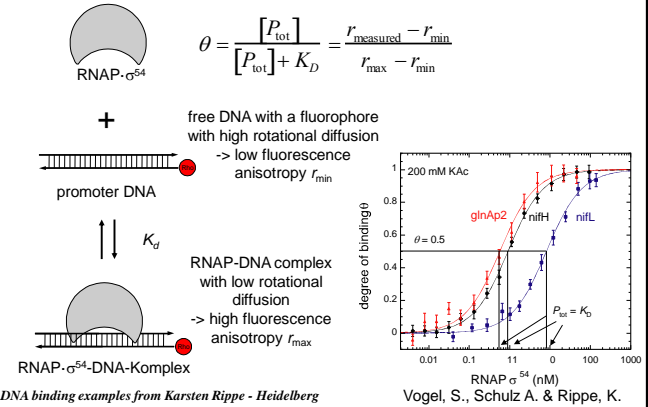 RNAP·σ⁵⁴
θ = [P_tot] / ([P_tot] + K_D) = (r_measured − r_min) / (r_max − r_min)
+
free DNA with a fluorophore
with high rotational diffusion
-> low fluorescence
anisotropy r_min
Rho
promoter DNA
K_d
RNAP-DNA complex
with low rotational
diffusion
-> high fluorescence
anisotropy r_max
Rho
RNAP·σ⁵⁴-DNA-Komplex
200 mM KAc
glnAp2
nifH
nifL
θ = 0.5
P_tot = K_D
degree of binding θ
1
0.8
0.6
0.4
0.2
0
0.01 0.1 11 0 100 1000
RNAP σ⁵⁴ (nM)
DNA binding examples from Karsten Rippe - Heidelberg
Vogel, S., Schulz A. & Rippe, K.